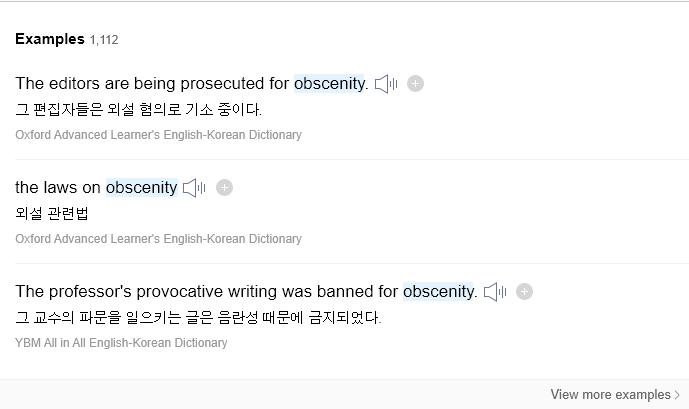 Examples 1,112
The editors are being prosecuted for obscenity.
그 편집자들은 외설 혐의로 기소 중이다.
Oxford Advanced Learner's English-Korean Dictionary
the laws on obscenity
외설 관련법
Oxford Advanced Learner's English-Korean Dictionary
The professor's provocative writing was banned for obscenity.
그 교수의 파문을 일으키는 글은 음란성 때문에 금지되었다.
YBM All in All English-Korean Dictionary
View more examples